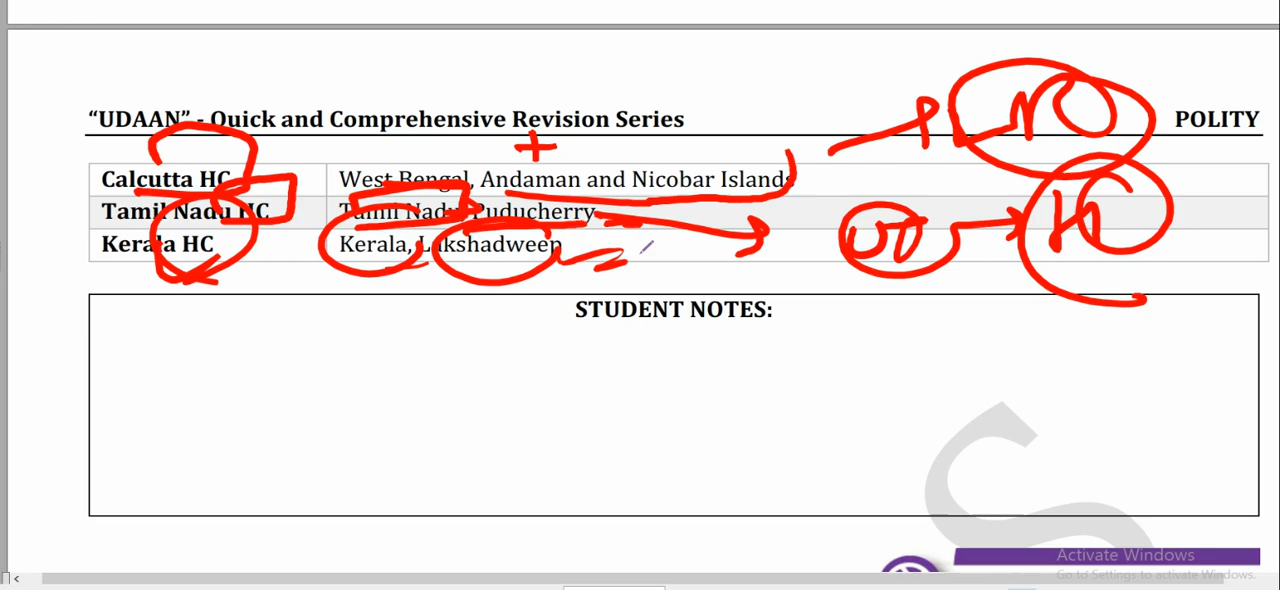 “UDAAN” - Quick and Comprehensive Revision Series POLITY
Calcutta HC West Bengal, Andaman and Nicobar Islands
Tamil Nadu HC Tamil Nadu, Puducherry
Kerala HC Kerala, Lakshadweep
UT
STUDENT NOTES:
S
Activate Windows
Go to Settings to activate Windows.